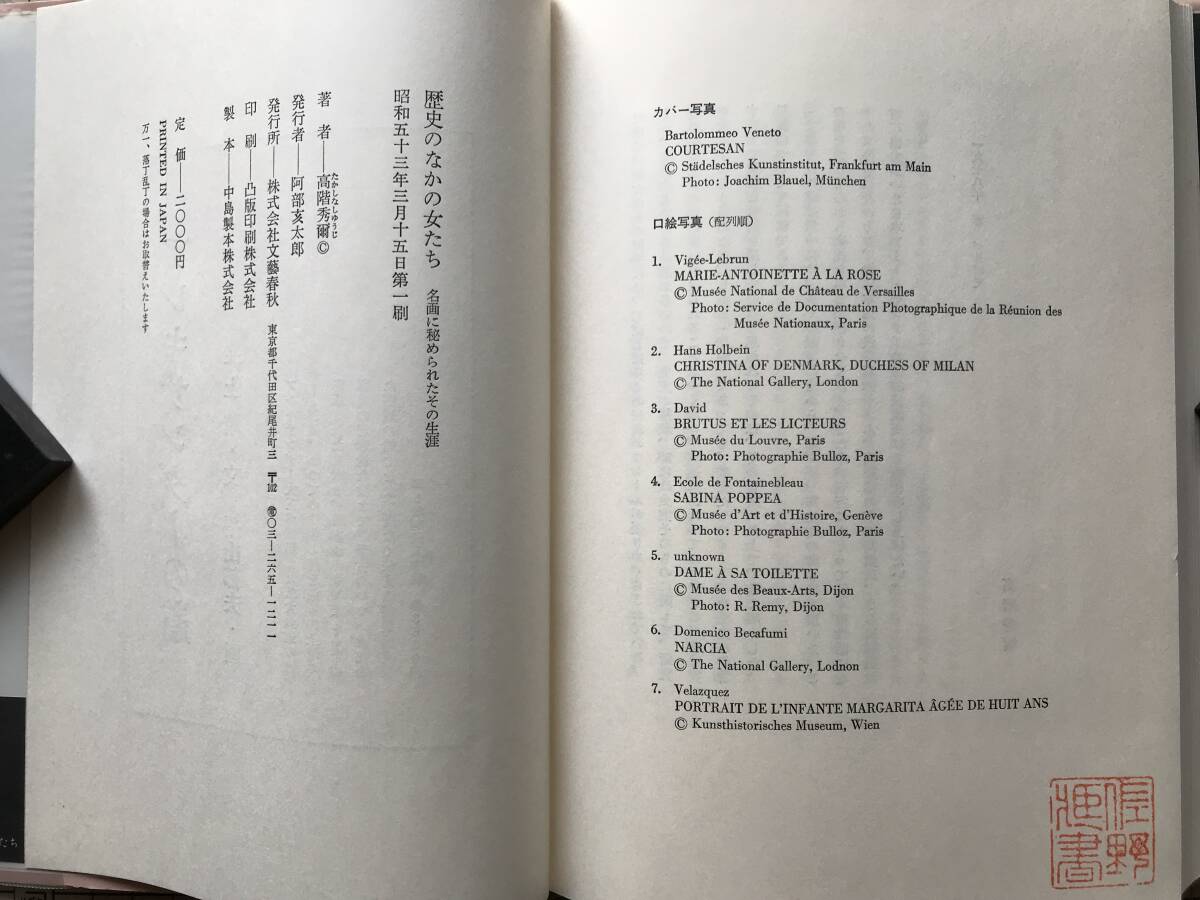 カバー写真
Bartolommeo Veneto
COURTESAN
© Städelsches Kunstinstitut, Frankfurt am Main
Photo: Joachim Blauel, München
口絵写真（配列順）
1. Vigée-Lebrun
MARIE-ANTOINETTE À LA ROSE
© Musée National de Château de Versailles
Photo: Service de Documentation Photographique de la Réunion des
Musée Nationaux, Paris
2. Hans Holbein
CHRISTINA OF DENMARK, DUCHESS OF MILAN
© The National Gallery, London
3. David
BRUTUS ET LES LICTEURS
© Musée du Louvre, Paris
Photo: Photographie Bulloz, Paris
4. Ecole de Fontainebleau
SABINA POPPEA
© Musée d'Art et d'Histoire, Genève
Photo: Photographie Bulloz, Paris
5. unknown
DAME À SA TOILETTE
© Musée des Beaux-Arts, Dijon
Photo: R. Remy, Dijon
6. Domenico Becafumi
NARCIA
© The National Gallery, Lodnon
7. Velazquez
PORTRAIT DE L'INFANTE MARGARITA ÂGÉE DE HUIT ANS
© Kunsthistorisches Museum, Wien
歴史のなかの女たち 名画に秘められたその生涯
昭和五十三年三月十五日第一刷
著者──高階秀爾©
たかしなしゅうじ
発行者──阿部亥太郎
発行所──株式会社文藝春秋 東京都千代田区紀尾井町三 〒102 ☎〇三―二六五―一二一一
印刷──凸版印刷株式会社
製本──中島製本株式会社
定価──二〇〇〇円
PRINTED IN JAPAN
万一、落丁乱丁の場合はお取替えいたします
たち